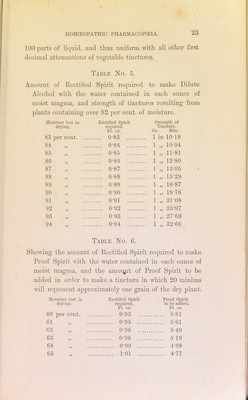 HOMŒOPATHIC PHARMACOPŒIA. 23
100 parts of liquid, and thus uniform with all other first
decimal attenuations of vegetable tinctures.
TABLE No. 5.
Amount of Rectified Spirit required to make Dilute
Alcohol with the water contained in each ounce of
moist magma, and strength of tinctures resulting from
plants containing over 82 per cent. of moisture.
Moisture lost in Rectified Spirit Strength of
drying. required. Tincture.
Fl. oz. Gr. Min.
83 per cent. 0·83 1 in 10·18
84 „ 0·84 1 „ 10·94
85 „ 0·85 1 „ 11·81
86 „ 0·86 1 „ 12·80
87 „ 0·87 1 „ 13·95
88 „ 0·88 1 „ 15·29
89 „ 0·89 1 „ 16·87
90 „ 0·90 1 „ 18·76
91 „ 0·91 1 „ 21·08
92 „ 0·92 1 „ 23·97
93 „ 0·93 1 „ 27·69
94 „ 0·94 1 „ 32·66
TABLE No. 6.
Showing the amount of Rectified Spirit required to make
Proof Spirit with the water contained in each ounce of
moist magma, and the amount of Proof Spirit to be
added in order to make a tincture in which 20 minims
will represent approximately one grain of the dry plant.
Moisture lost in Rectified Spirit Proof Spirit
drying. required. to be added.
Fl. oz. Fl. oz.
60 per cent. 0·93 5·81
61 „ 0·95 5·61
62 „ 0·96 5·40
63 „ 0·98 5·19
64 „ 0·99 4·98
65 „ 1·01 4·77